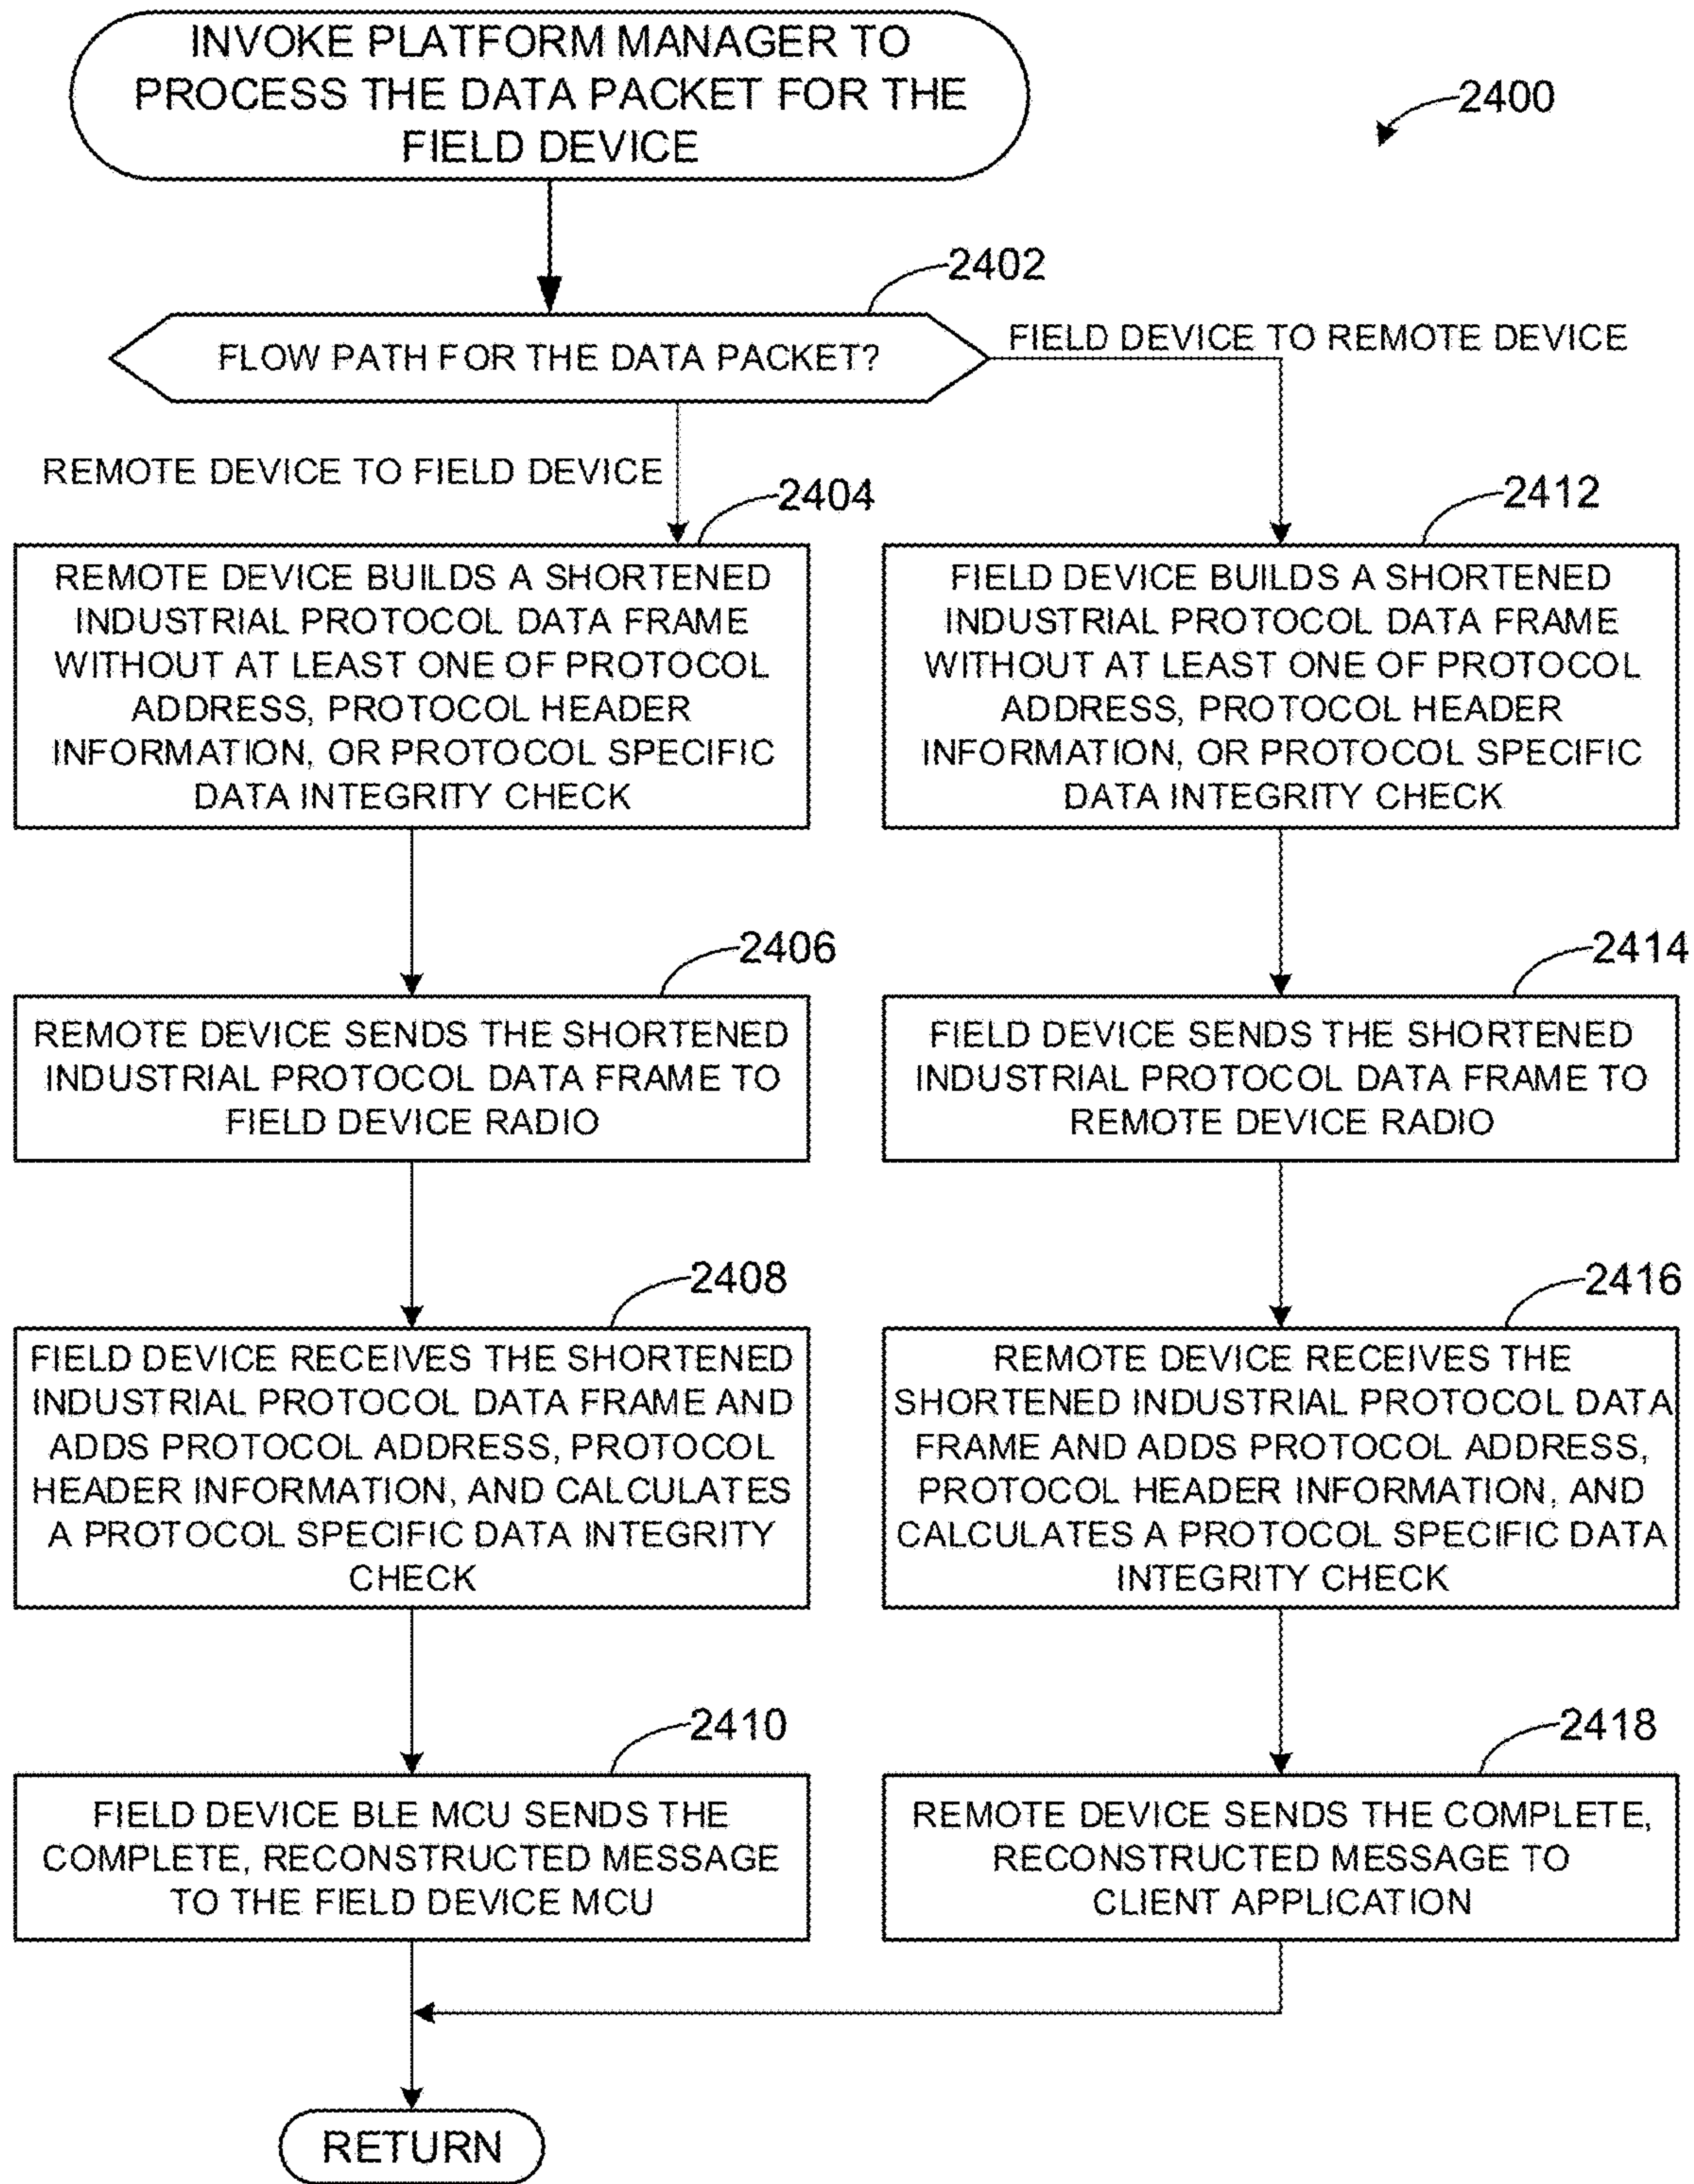 INVOKE PLATFORM MANAGER TO
PROCESS THE DATA PACKET FOR THE
FIELD DEVICE
2400
2402
FLOW PATH FOR THE DATA PACKET?
FIELD DEVICE TO REMOTE DEVICE
REMOTE DEVICE TO FIELD DEVICE
2404
REMOTE DEVICE BUILDS A SHORTENED
INDUSTRIAL PROTOCOL DATA FRAME
WITHOUT AT LEAST ONE OF PROTOCOL
ADDRESS, PROTOCOL HEADER
INFORMATION, OR PROTOCOL SPECIFIC
DATA INTEGRITY CHECK
2406
REMOTE DEVICE SENDS THE SHORTENED
INDUSTRIAL PROTOCOL DATA FRAME TO
FIELD DEVICE RADIO
2408
FIELD DEVICE RECEIVES THE SHORTENED
INDUSTRIAL PROTOCOL DATA FRAME AND
ADDS PROTOCOL ADDRESS, PROTOCOL
HEADER INFORMATION, AND CALCULATES
A PROTOCOL SPECIFIC DATA INTEGRITY
CHECK
2410
FIELD DEVICE BLE MCU SENDS THE
COMPLETE, RECONSTRUCTED MESSAGE
TO THE FIELD DEVICE MCU
2412
FIELD DEVICE BUILDS A SHORTENED
INDUSTRIAL PROTOCOL DATA FRAME
WITHOUT AT LEAST ONE OF PROTOCOL
ADDRESS, PROTOCOL HEADER
INFORMATION, OR PROTOCOL SPECIFIC
DATA INTEGRITY CHECK
2414
FIELD DEVICE SENDS THE SHORTENED
INDUSTRIAL PROTOCOL DATA FRAME TO
REMOTE DEVICE RADIO
2416
REMOTE DEVICE RECEIVES THE
SHORTENED INDUSTRIAL PROTOCOL DATA
FRAME AND ADDS PROTOCOL ADDRESS,
PROTOCOL HEADER INFORMATION, AND
CALCULATES A PROTOCOL SPECIFIC DATA
INTEGRITY CHECK
2418
REMOTE DEVICE SENDS THE COMPLETE,
RECONSTRUCTED MESSAGE TO
CLIENT APPLICATION
RETURN